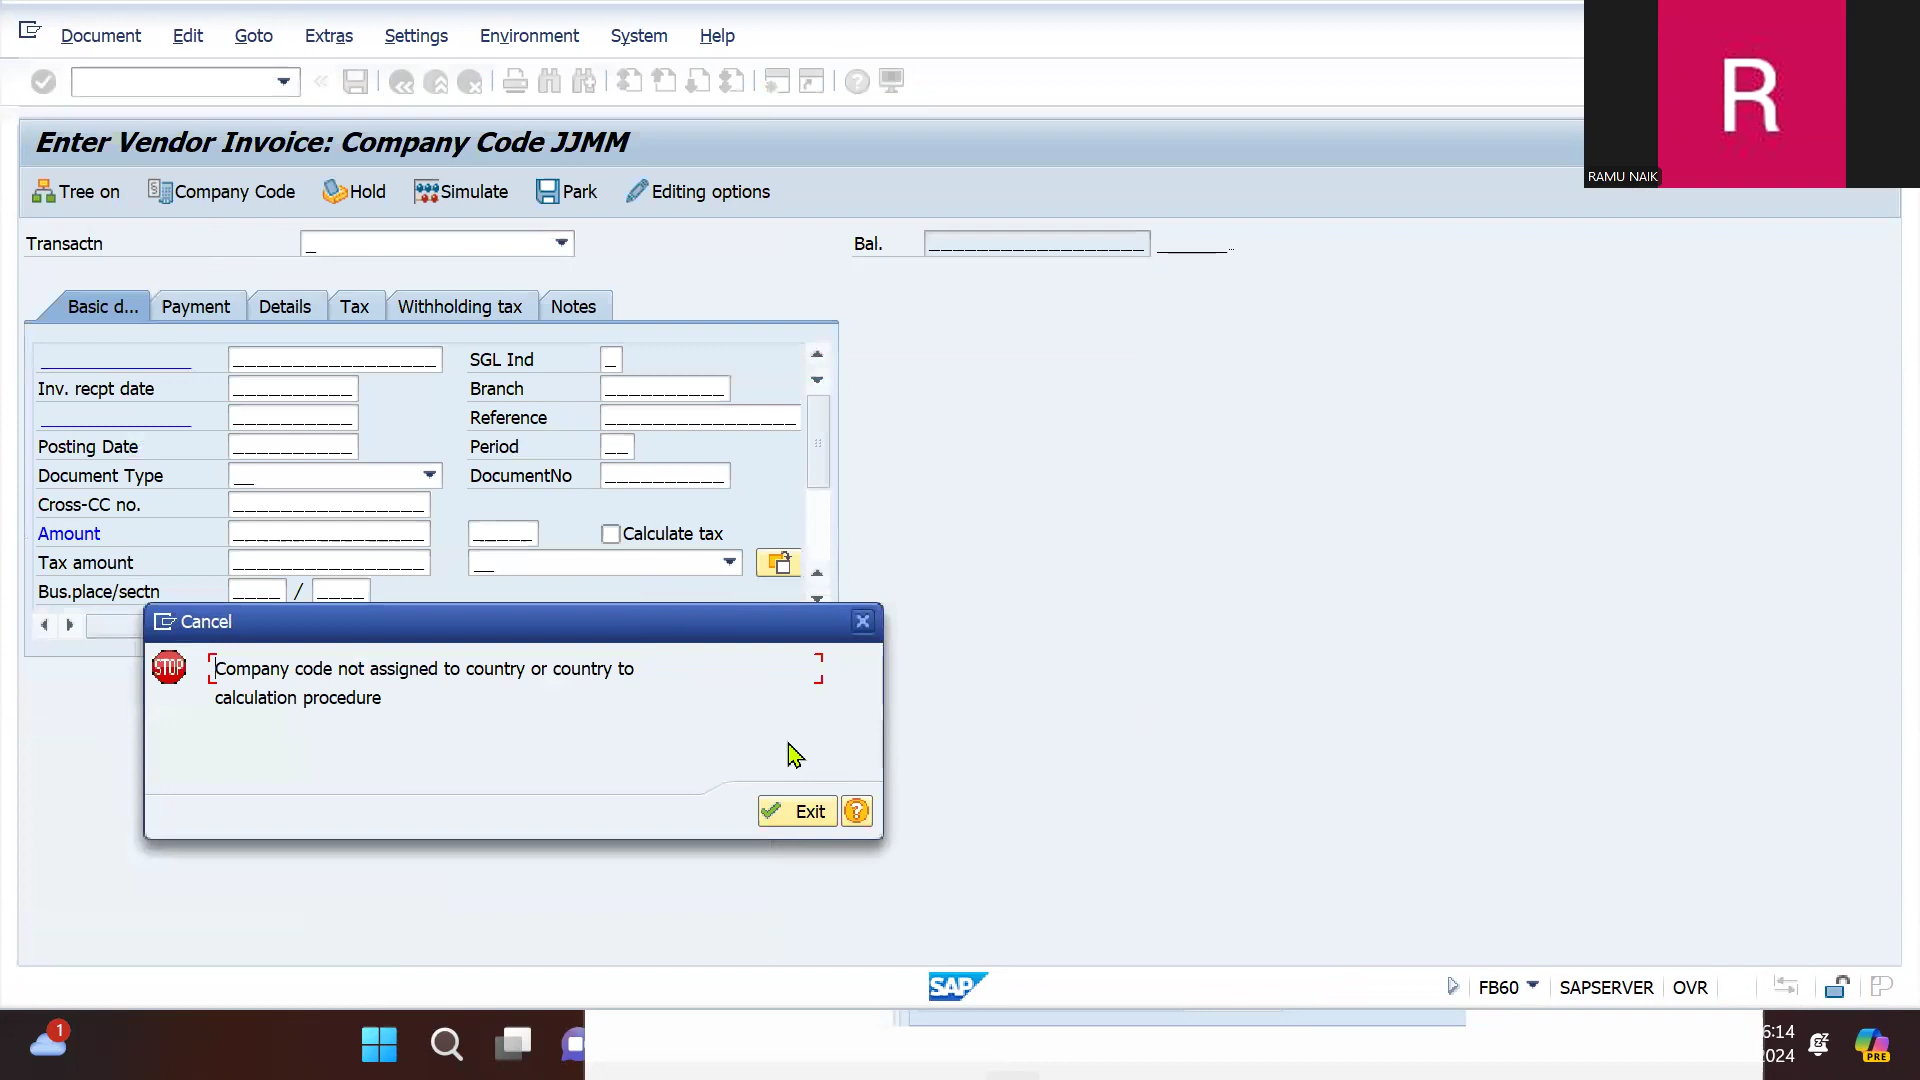 Document Edit Goto Extras Settings Environment System Help
Enter Vendor Invoice: Company Code JJMM
Tree on Company Code Hold Simulate Park Editing options
Transactn Bal.
Basic d... Payment Details Tax Withholding tax Notes
SGL Ind
Inv. recpt date Branch
Reference
Posting Date Period
Document Type DocumentNo
Cross-CC no.
Amount Calculate tax
Tax amount
Bus.place/sectn /
Cancel
STOP
Company code not assigned to country or country to
calculation procedure
Exit
R
RAMU NAIK
SAP FB60 SAPSERVER OVR
1
6:14
2024
PRE